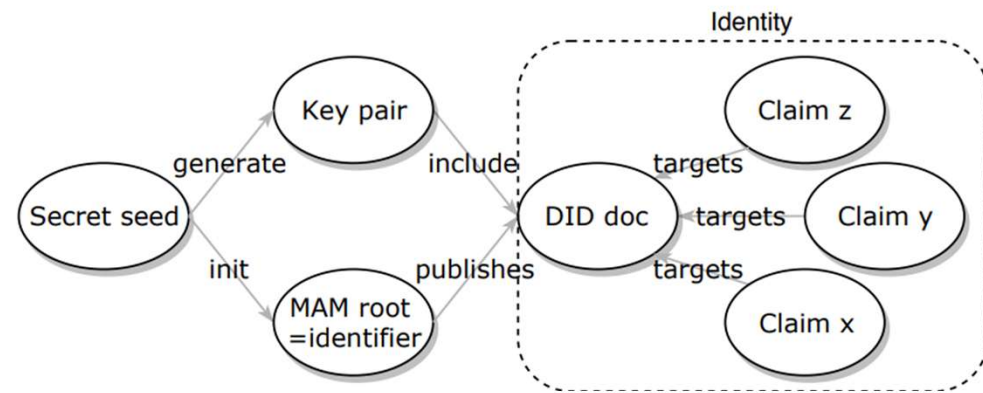 Identity
Key pair
Claim z
generate
include
targets
Secret seed
DID doc
targets
Claim y
init
publishes
targets
MAM root
=identifier
Claim x